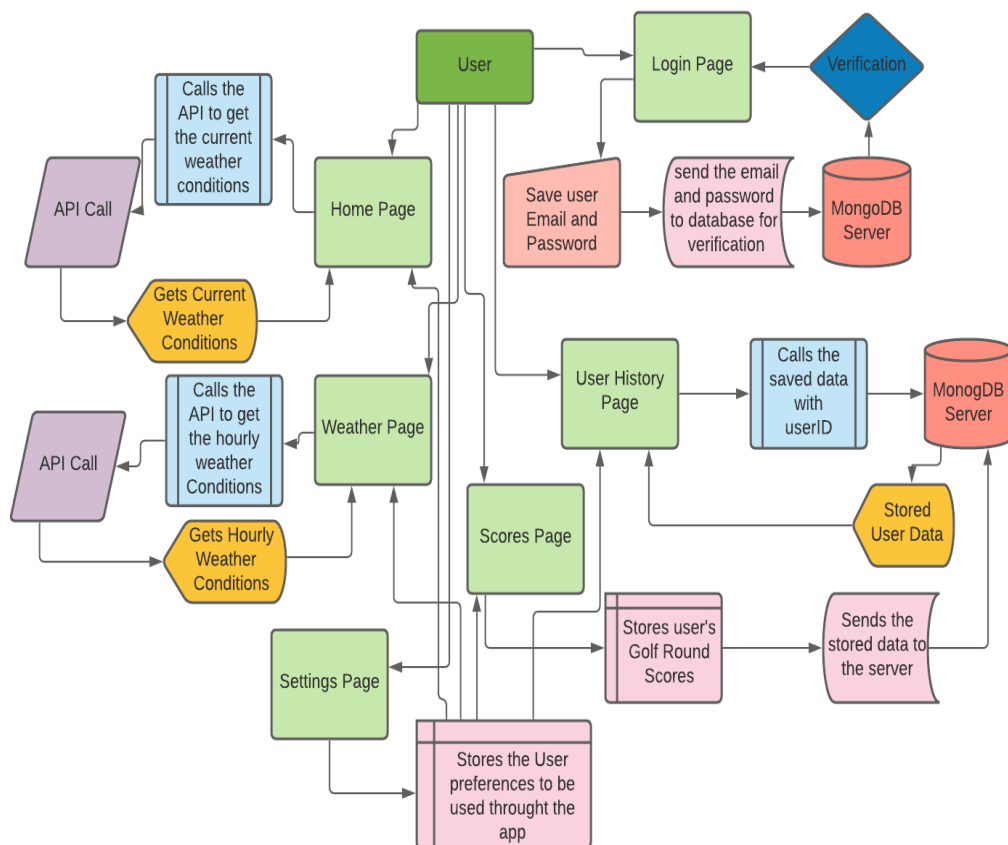 User
Login Page
Verification
Calls the
API to get
the current
weather
conditions
API Call
Home Page
Save user
Email and
Password
send the email
and password
to database for
verification
MongoDB
Server
Gets Current
Weather
Conditions
Calls the
API to get
the hourly
weather
Conditions
API Call
Weather Page
User History
Page
Calls the
saved data
with
userID
MonogDB
Server
Gets Hourly
Weather
Conditions
Scores Page
Stored
User Data
Settings Page
Stores user's
Golf Round
Scores
Sends the
stored data to
the server
Stores the User
preferences to be
used throught the
app